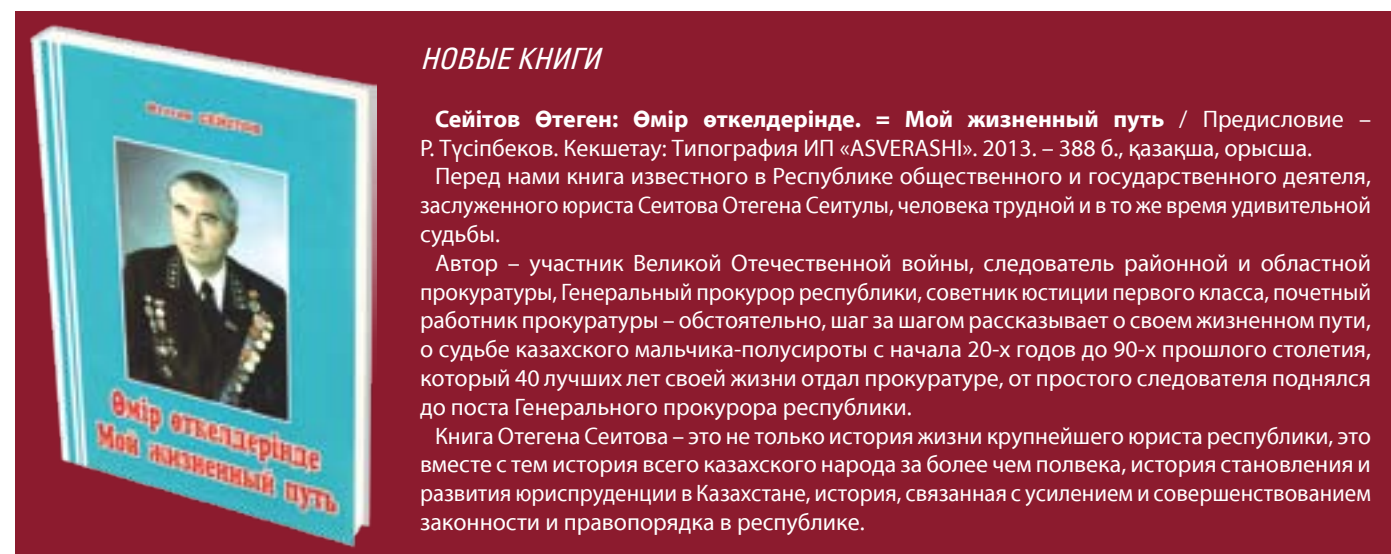 Өтеген СЕЙІТОВ
Өмір өткелдерінде
Мой жизненный путь
НОВЫЕ КНИГИ
Сейітов Өтеген: Өмір өткелдерінде. = Мой жизненный путь / Предисловие –
Р. Түсіпбеков. Кекшетау: Типография ИП «ASVERASHI». 2013. – 388 б., қазақша, орысша.
Перед нами книга известного в Республике общественного и государственного деятеля,
заслуженного юриста Сеитова Отегена Сеитулы, человека трудной и в то же время удивительной
судьбы.
Автор – участник Великой Отечественной войны, следователь районной и областной
прокуратуры, Генеральный прокурор республики, советник юстиции первого класса, почетный
работник прокуратуры – обстоятельно, шаг за шагом рассказывает о своем жизненном пути,
о судьбе казахского мальчика-полусироты с начала 20-х годов до 90-х прошлого столетия,
который 40 лучших лет своей жизни отдал прокуратуре, от простого следователя поднялся
до поста Генерального прокурора республики.
Книга Отегена Сеитова – это не только история жизни крупнейшего юриста республики, это
вместе с тем история всего казахского народа за более чем полвека, история становления и
развития юриспруденции в Казахстане, история, связанная с усилением и совершенствованием
законности и правопорядка в республике.